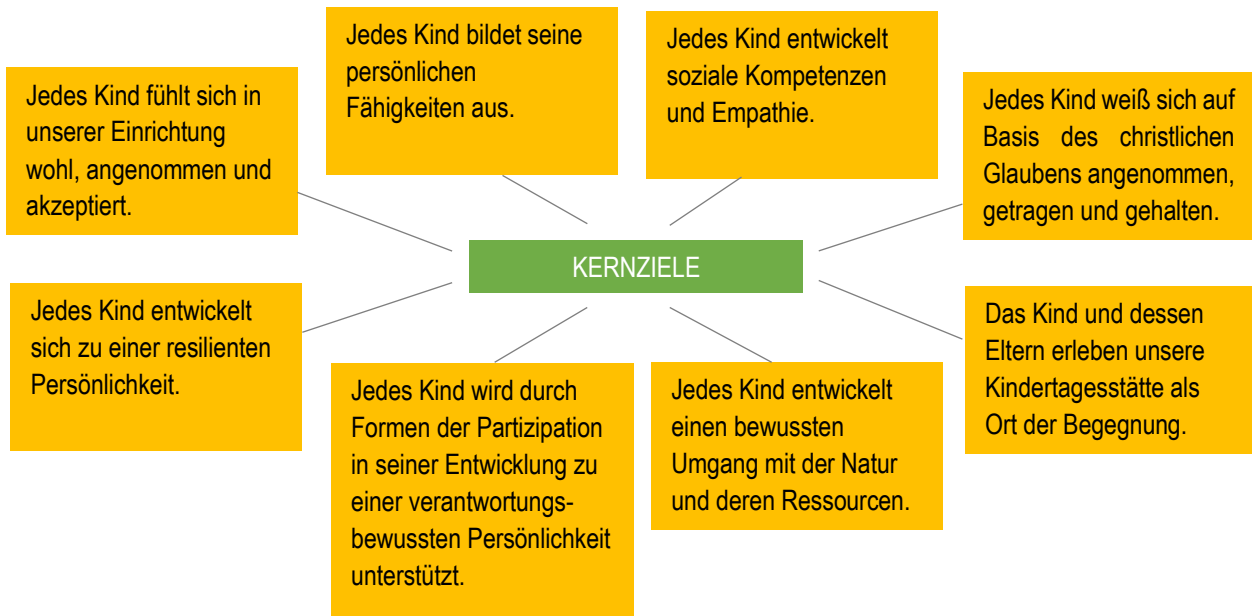 Jedes Kind fühlt sich in
unserer Einrichtung
wohl, angenommen und
akzeptiert.
Jedes Kind bildet seine
persönlichen
Fähigkeiten aus.
Jedes Kind entwickelt
soziale Kompetenzen
und Empathie.
Jedes Kind weiß sich auf
Basis des christlichen
Glaubens angenommen,
getragen und gehalten.
KERNZIELE
Jedes Kind entwickelt
sich zu einer resilienten
Persönlichkeit.
Jedes Kind wird durch
Formen der Partizipation
in seiner Entwicklung zu
einer verantwortungs-
bewussten Persönlichkeit
unterstützt.
Jedes Kind entwickelt
einen bewussten
Umgang mit der Natur
und deren Ressourcen.
Das Kind und dessen
Eltern erleben unsere
Kindertagesstätte als
Ort der Begegnung.